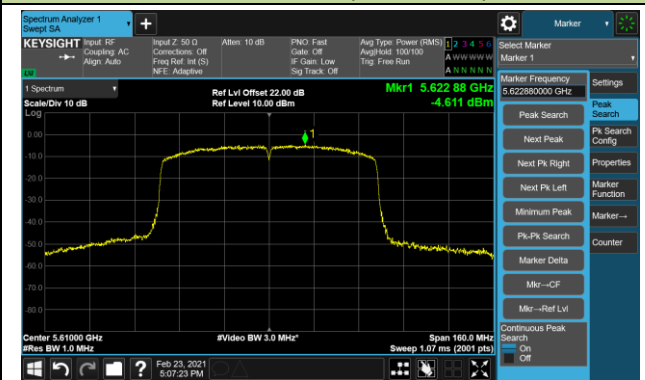 Spectrum Analyzer 1
Swept SA
Marker
KEYSIGHT
Input: RF
Coupling: AC
Align: Auto
Input Z: 50 Ω
Corrections: Off
Freq Ref: Int (S)
NFE: Adaptive
Atten: 10 dB
PNO: Fast
Gate: Off
IF Gain: Low
Sig Track: Off
Avg Type: Power (RMS)
Avg|Hold: 100/100
Trig: Free Run
1 2 3 4 5 6
A W W W W W
A N N N N N
Select Marker
Marker 1
1 Spectrum
Scale/Div 10 dB
Log
Ref Lvl Offset 22.00 dB
Ref Level 10.00 dBm
Mkr1 5.622 88 GHz
-4.611 dBm
Marker Frequency
5.622880000 GHz
Peak Search
Next Peak
Next Pk Right
Next Pk Left
Minimum Peak
Pk-Pk Search
Marker Delta
Mkr→CF
Mkr→Ref Lvl
Continuous Peak
Search
On
Off
Settings
Peak
Search
Pk Search
Config
Properties
Marker
Function
Marker→
Counter
1
0.00
-10.0
-20.0
-30.0
-40.0
-50.0
-60.0
-70.0
-80.0
Center 5.61000 GHz
#Res BW 1.0 MHz
#Video BW 3.0 MHz*
Span 160.0 MHz
Sweep 1.07 ms (2001 pts)
Feb 23, 2021
5:07:23 PM